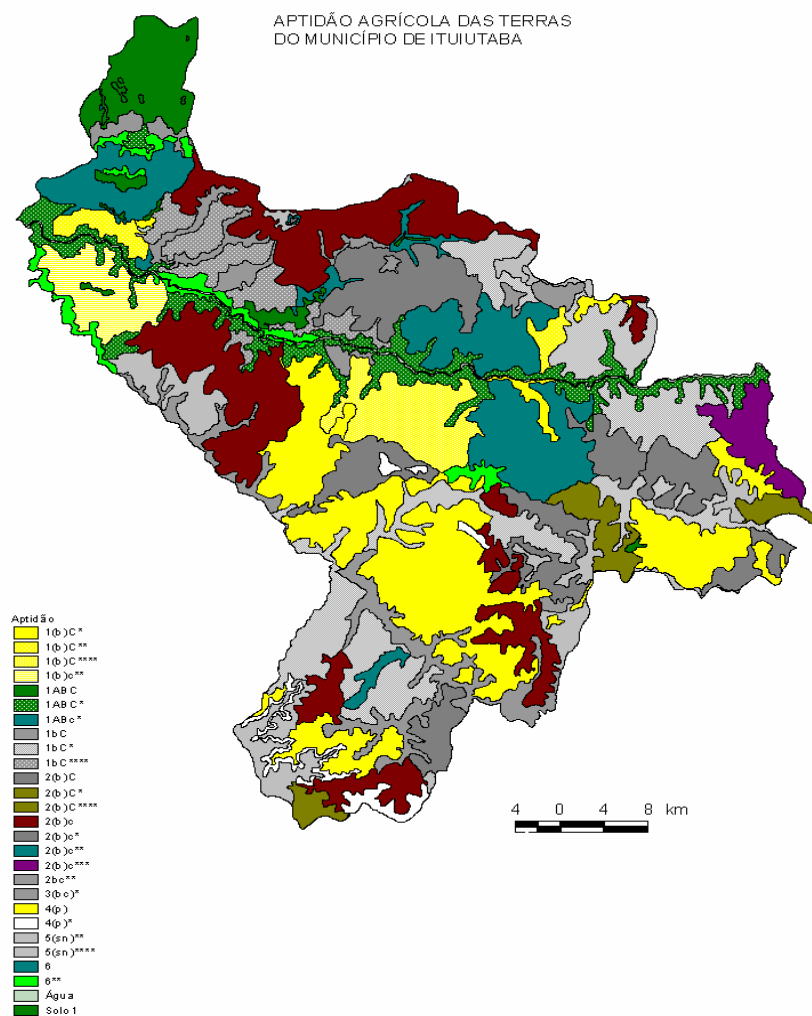 APTIDÃO AGRÍCOLA DAS TERRAS
DO MUNICÍPIO DE ITUIUTABA
Aptidão
1(b)C*
1(b)C**
1(b)C****
1(b)c**
1ABC
1ABC*
1ABc*
1bC
1bC*
1bC****
2(b)C
2(b)C*
2(b)C****
2(b)c
2(b)c*
2(b)c**
2(b)c***
2bc**
3(bc)*
4(p)
4(p)*
5(sn)**
5(sn)****
6
6**
Água
Solo1
4 0 4 8 km